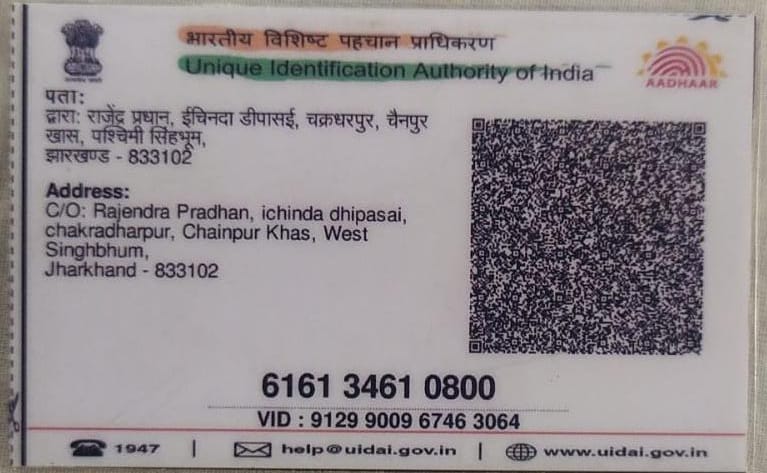 भारतीय विशिष्ट पहचान प्राधिकरण
Unique Identification Authority of India
AADHAAR
पता:
द्वारा: राजेंद्र प्रधान, ईचिनदा डीपासई, चक्रधरपुर, चैनपुर
खास, पश्चिमी सिंहभूम,
झारखण्ड - 833102
Address:
C/O: Rajendra Pradhan, ichinda dhipasai,
chakradharpur, Chainpur Khas, West
Singhbhum,
Jharkhand - 833102
6161 3461 0800
VID : 9129 9009 6746 3064
1947 | help@uidai.gov.in | www.uidai.gov.in